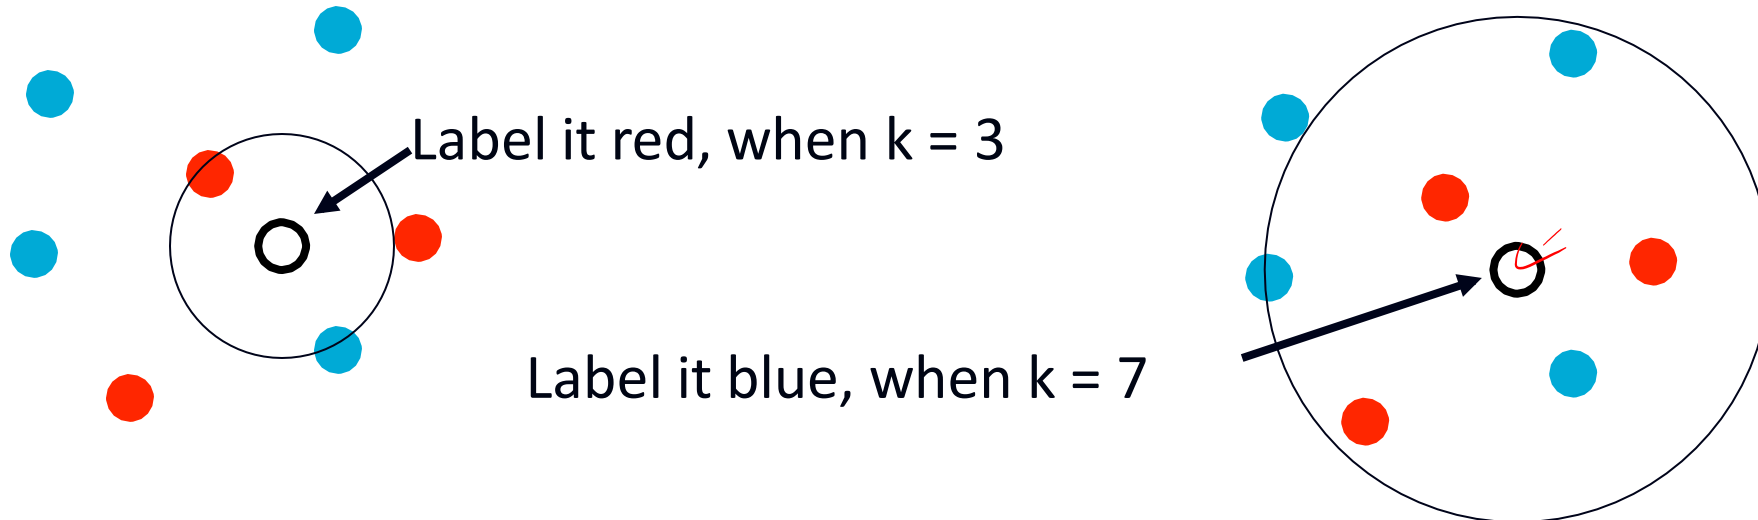 Label it red, when k = 3
Label it blue, when k = 7